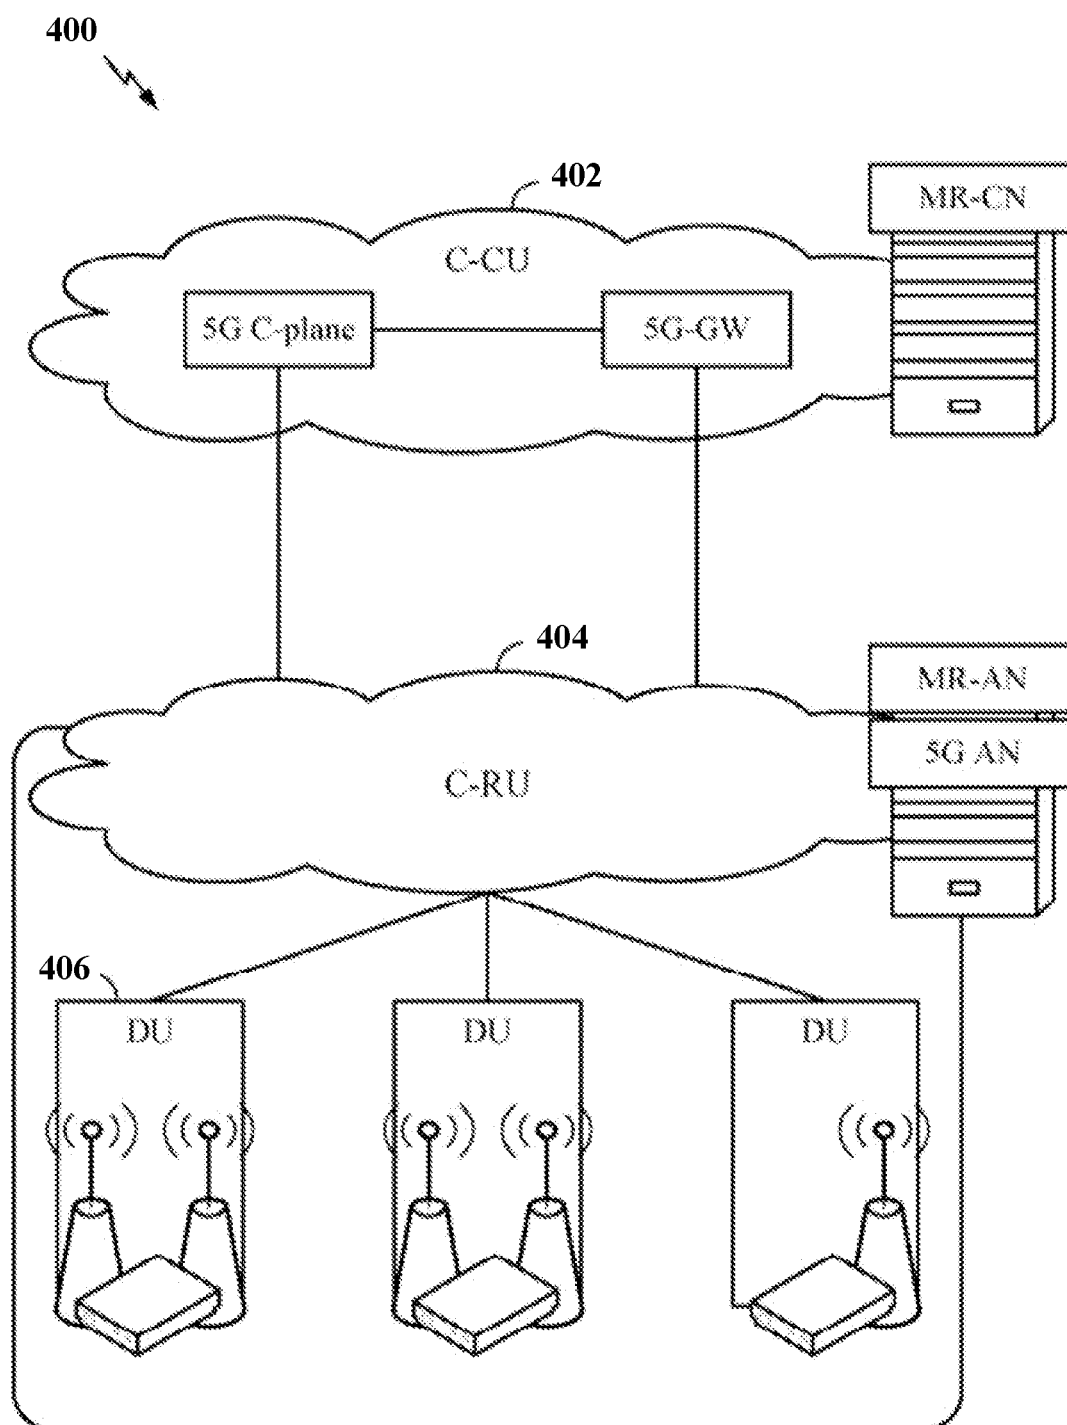 400
402
MR-CN
C-CU
5G C-plane
5G-GW
404
MR-AN
5G AN
C-RU
406
DU
DU
DU